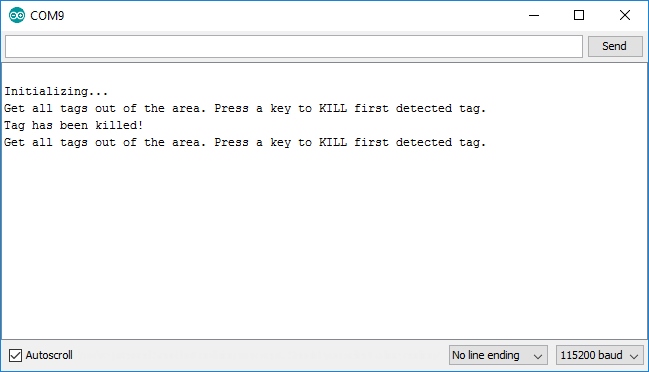 COM9
Send
Initializing...
Get all tags out of the area. Press a key to KILL first detected tag.
Tag has been killed!
Get all tags out of the area. Press a key to KILL first detected tag.
Autoscroll
No line ending
115200 baud